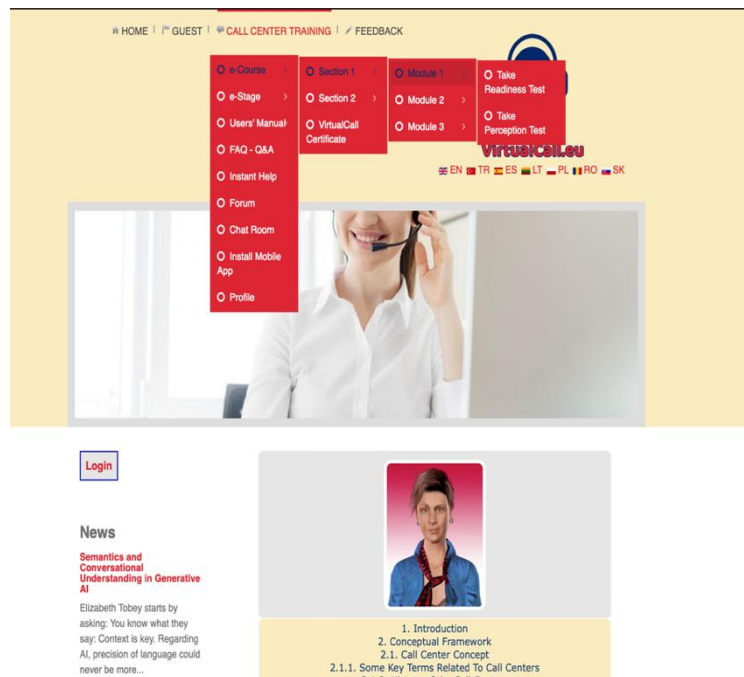 HOME GUEST CALL CENTER TRAINING FEEDBACK
e-Course
e-Stage
Users' Manual
FAQ - Q&A
Instant Help
Forum
Chat Room
Install Mobile
App
Profile
Section 1
Section 2
VirtualCall
Certificate
Module 1
Module 2
Module 3
Take
Readiness Test
Take
Perception Test
virtualcall.eu
EN TR ES LT PL RO SK
Login
News
Semantics and
Conversational
Understanding in Generative
AI
Elizabeth Tobey starts by
asking: You know what they
say: Context is key. Regarding
AI, precision of language could
never be more...
1. Introduction
2. Conceptual Framework
2.1. Call Center Concept
2.1.1. Some Key Terms Related To Call Centers